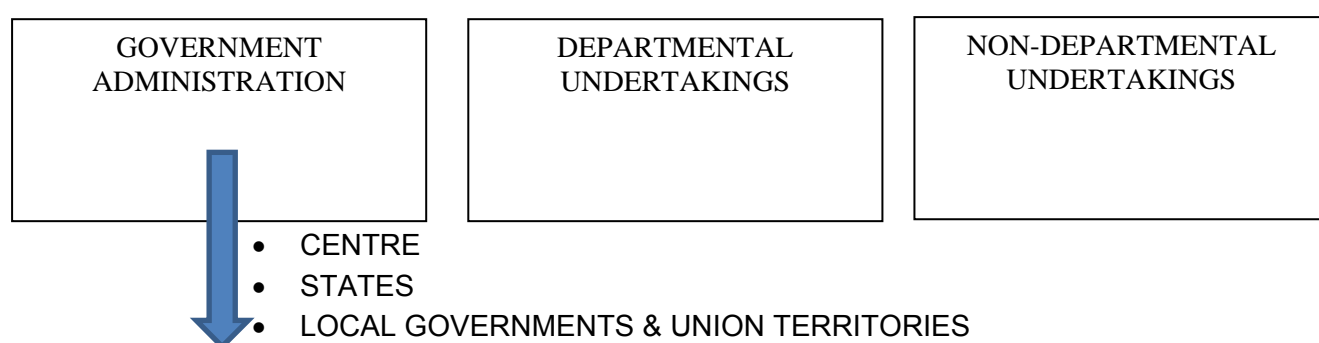 GOVERNMENT
ADMINISTRATION
DEPARTMENTAL
UNDERTAKINGS
NON-DEPARTMENTAL
UNDERTAKINGS
• CENTRE
• STATES
• LOCAL GOVERNMENTS & UNION TERRITORIES